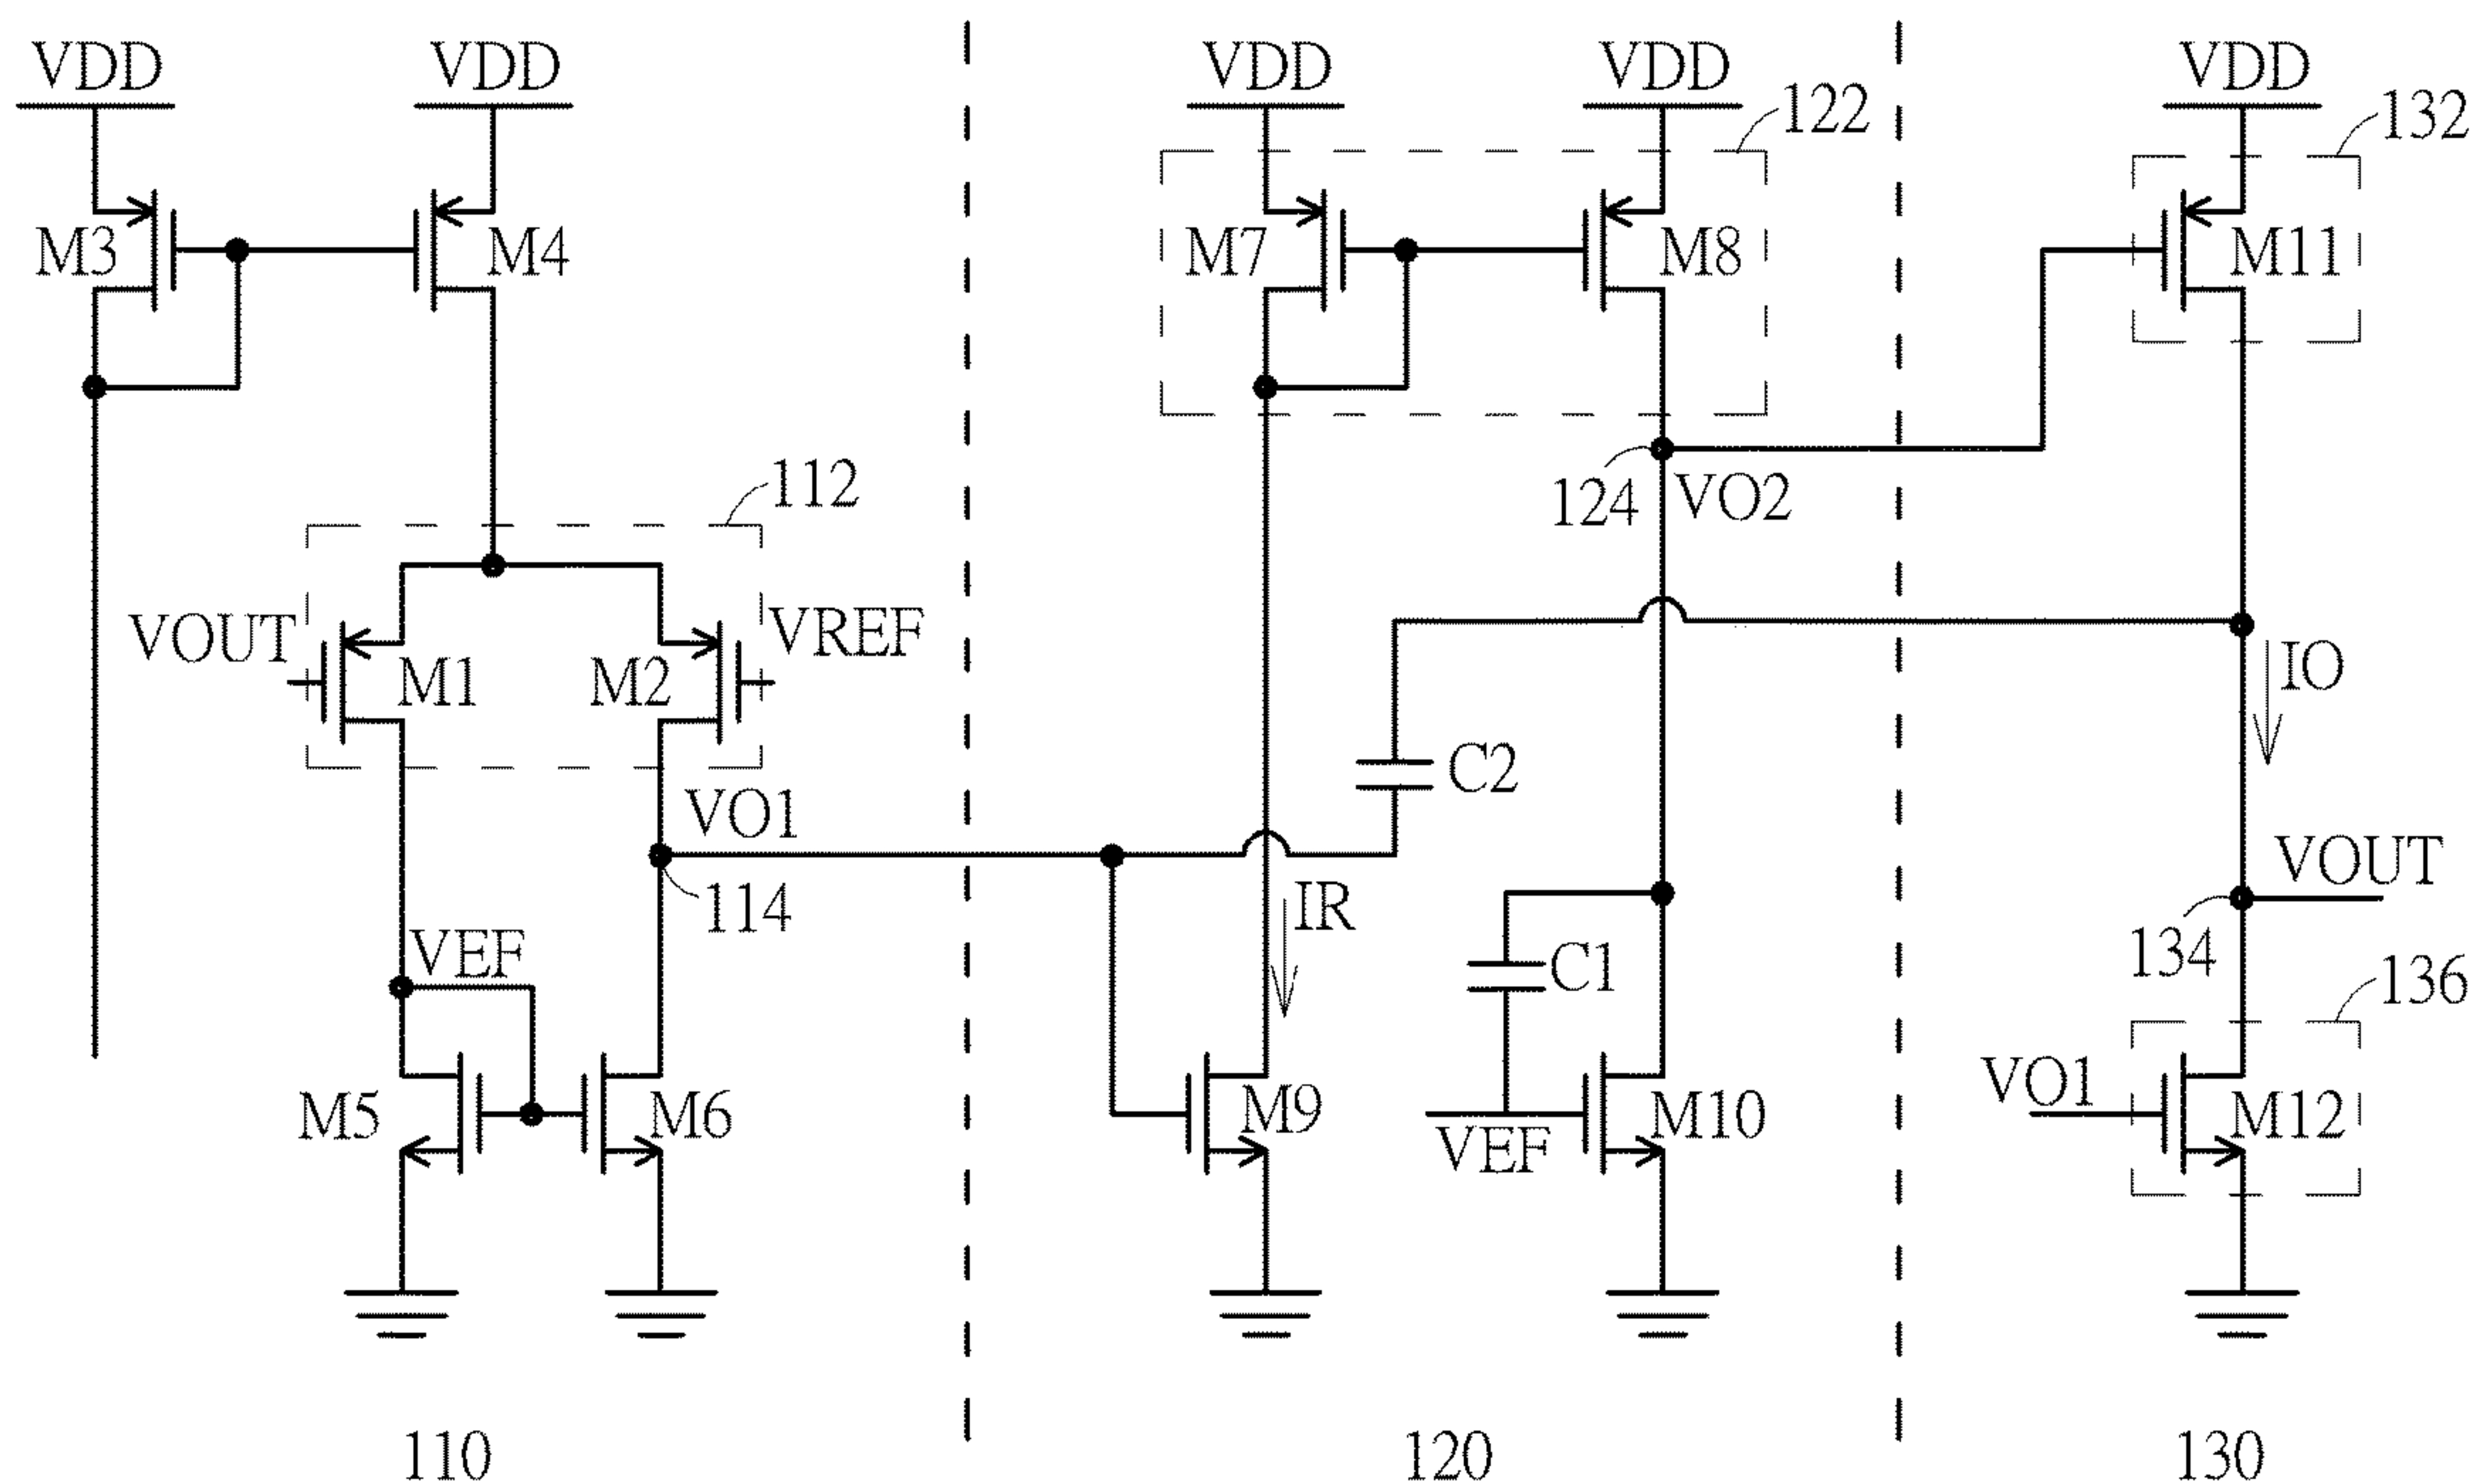 VDD
VDD
VDD
VDD
VDD
122
132
M3
M4
M7
M8
M11
112
124
VO2
VOUT
M1
M2
VREF
IO
C2
VO1
114
IR
VOUT
VEF
C1
134
136
M5
M6
M9
VEF
M10
VO1
M12
110
120
130